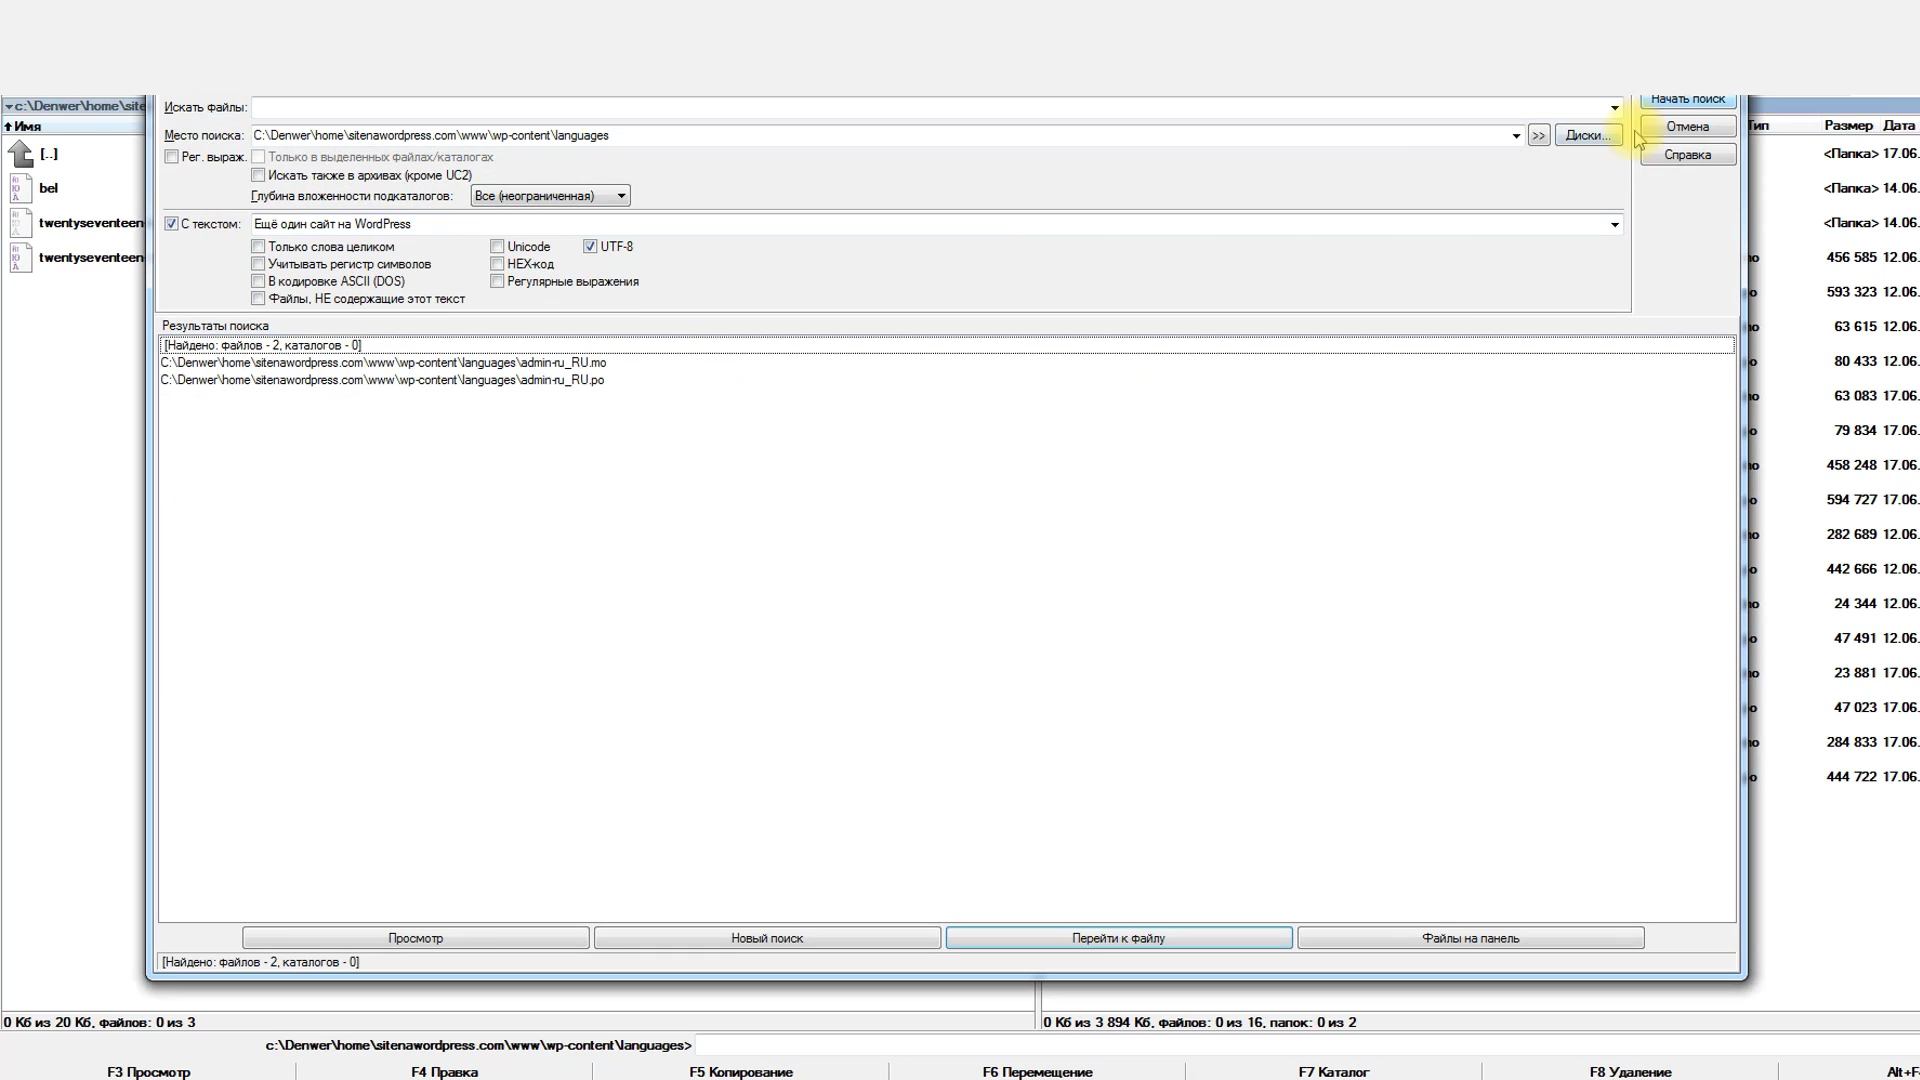 Начать поиск
Искать файлы:
c:\Denwer\home\site
Имя
Место поиска: C:\Denwer\home\sitenawordpress.com\www\wp-content\languages >> Диски... Отмена
Тип Размер Дата
Рег. выраж. Только в выделенных файлах/каталогах Справка
[..] <Папка> 17.06.
Искать также в архивах (кроме UC2)
bel <Папка> 14.06.
Глубина вложенности подкаталогов: Все (неограниченная)
twentyseventeen <Папка> 14.06.
С текстом: Ещё один сайт на WordPress
Только слова целиком Unicode UTF-8
twentyseventeen 456 585 12.06.
Учитывать регистр символов HEX-код
В кодировке ASCII (DOS) Регулярные выражения
Файлы, НЕ содержащие этот текст
593 323 12.06.
Результаты поиска
63 615 12.06.
[Найдено: файлов - 2, каталогов - 0]
C:\Denwer\home\sitenawordpress.com\www\wp-content\languages\admin-ru_RU.mo
80 433 12.06.
C:\Denwer\home\sitenawordpress.com\www\wp-content\languages\admin-ru_RU.po
63 083 17.06.
79 834 17.06.
458 248 17.06.
594 727 17.06.
282 689 12.06.
442 666 12.06.
24 344 12.06.
47 491 12.06.
23 881 17.06.
47 023 17.06.
284 833 17.06.
444 722 17.06.
Просмотр Новый поиск Перейти к файлу Файлы на панель
[Найдено: файлов - 2, каталогов - 0]
0 Кб из 20 Кб, файлов: 0 из 3
0 Кб из 3 894 Кб, файлов: 0 из 16, папок: 0 из 2
c:\Denwer\home\sitenawordpress.com\www\wp-content\languages>
F3 Просмотр F4 Правка F5 Копирование F6 Перемещение F7 Каталог F8 Удаление Alt+F